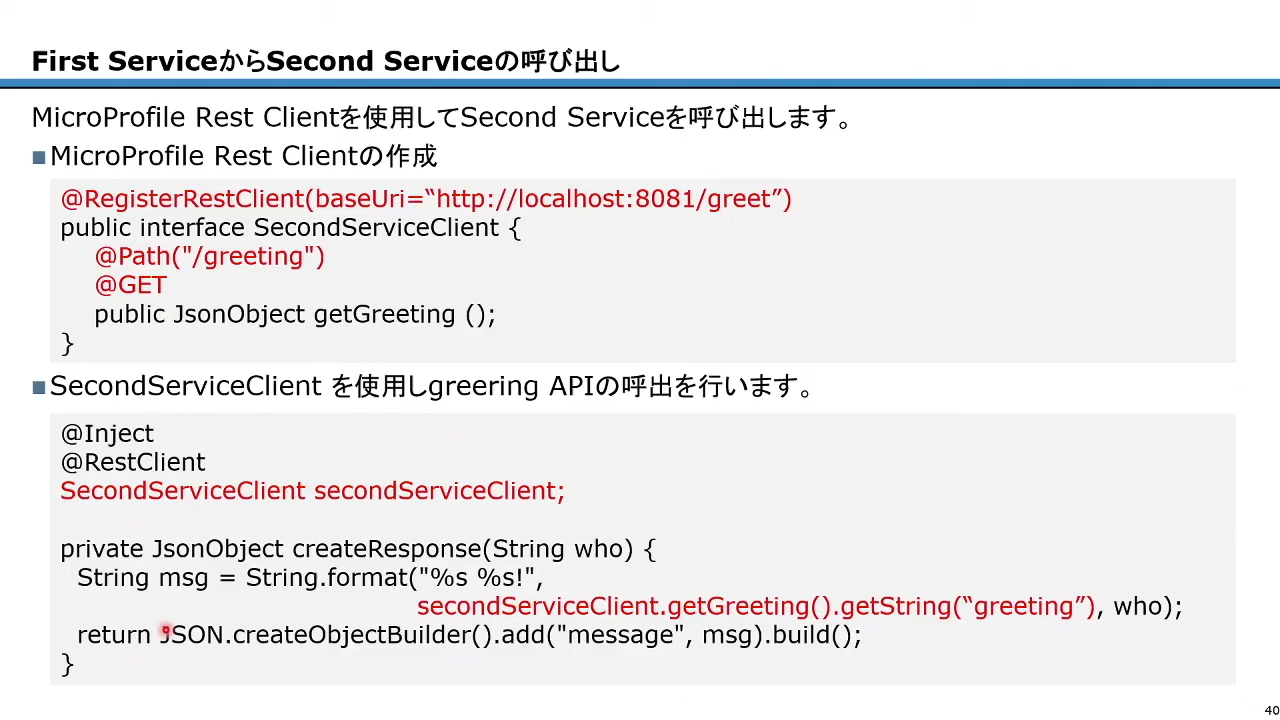 First ServiceからSecond Serviceの呼び出し
MicroProfile Rest Clientを使用してSecond Serviceを呼び出します。
■MicroProfile Rest Clientの作成
@RegisterRestClient(baseUri=“http://localhost:8081/greet”)
public interface SecondServiceClient {
@Path("/greeting")
@GET
public JsonObject getGreeting ();
}
■SecondServiceClient を使用しgreering APIの呼出を行います。
@Inject
@RestClient
SecondServiceClient secondServiceClient;
private JsonObject createResponse(String who) {
String msg = String.format("%s %s!",
secondServiceClient.getGreeting().getString(“greeting”), who);
return JSON.createObjectBuilder().add("message", msg).build();
}
40